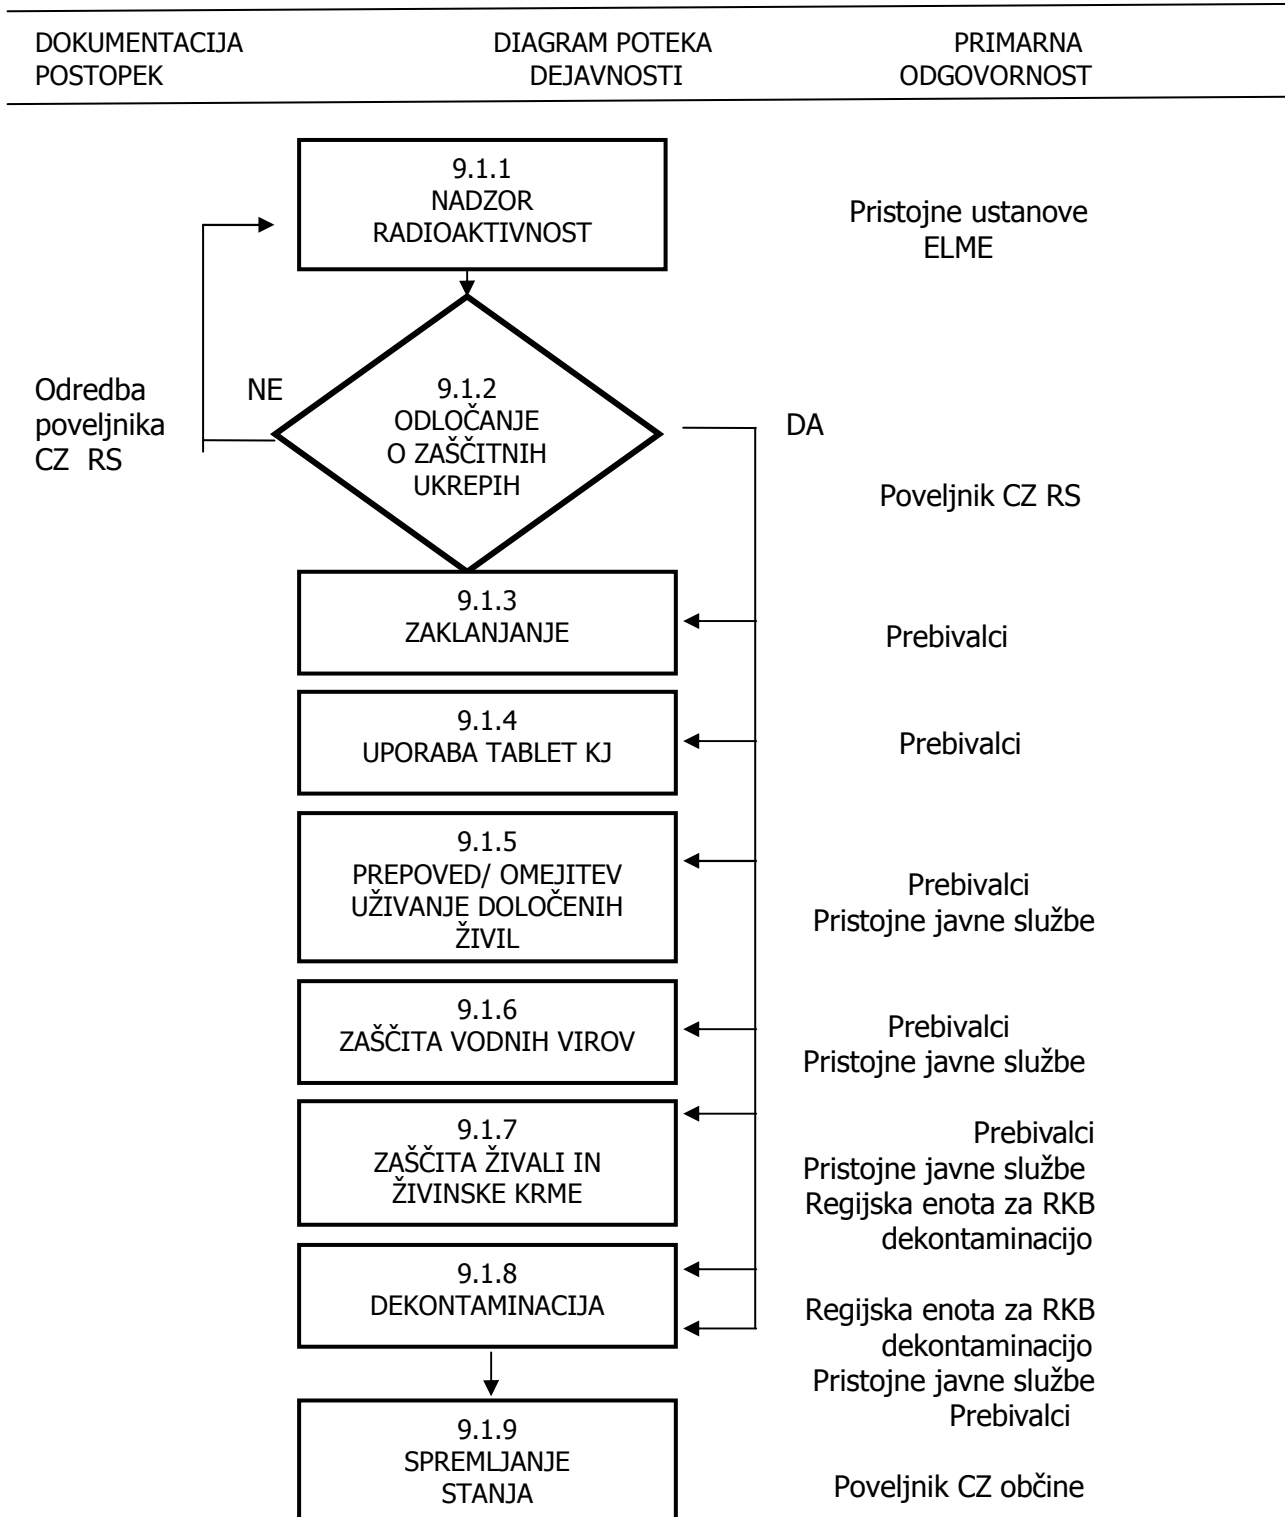 DOKUMENTACIJA
POSTOPEK
DIAGRAM POTEKA
DEJAVNOSTI
PRIMARNA
ODGOVORNOST
9.1.1
NADZOR
RADIOAKTIVNOST
Pristojne ustanove
ELME
Odredba
poveljnika
CZ RS
NE
9.1.2
ODLOČANJE
O ZAŠČITNIH
UKREPIH
DA
Poveljnik CZ RS
9.1.3
ZAKLANJANJE
Prebivalci
9.1.4
UPORABA TABLET KJ
Prebivalci
9.1.5
PREPOVED/ OMEJITEV
UŽIVANJE DOLOČENIH
ŽIVIL
Prebivalci
Pristojne javne službe
9.1.6
ZAŠČITA VODNIH VIROV
Prebivalci
Pristojne javne službe
9.1.7
ZAŠČITA ŽIVALI IN
ŽIVINSKE KRME
Prebivalci
Pristojne javne službe
Regijska enota za RKB
dekontaminacijo
9.1.8
DEKONTAMINACIJA
Regijska enota za RKB
dekontaminacijo
Pristojne javne službe
Prebivalci
9.1.9
SPREMLJANJE
STANJA
Poveljnik CZ občine